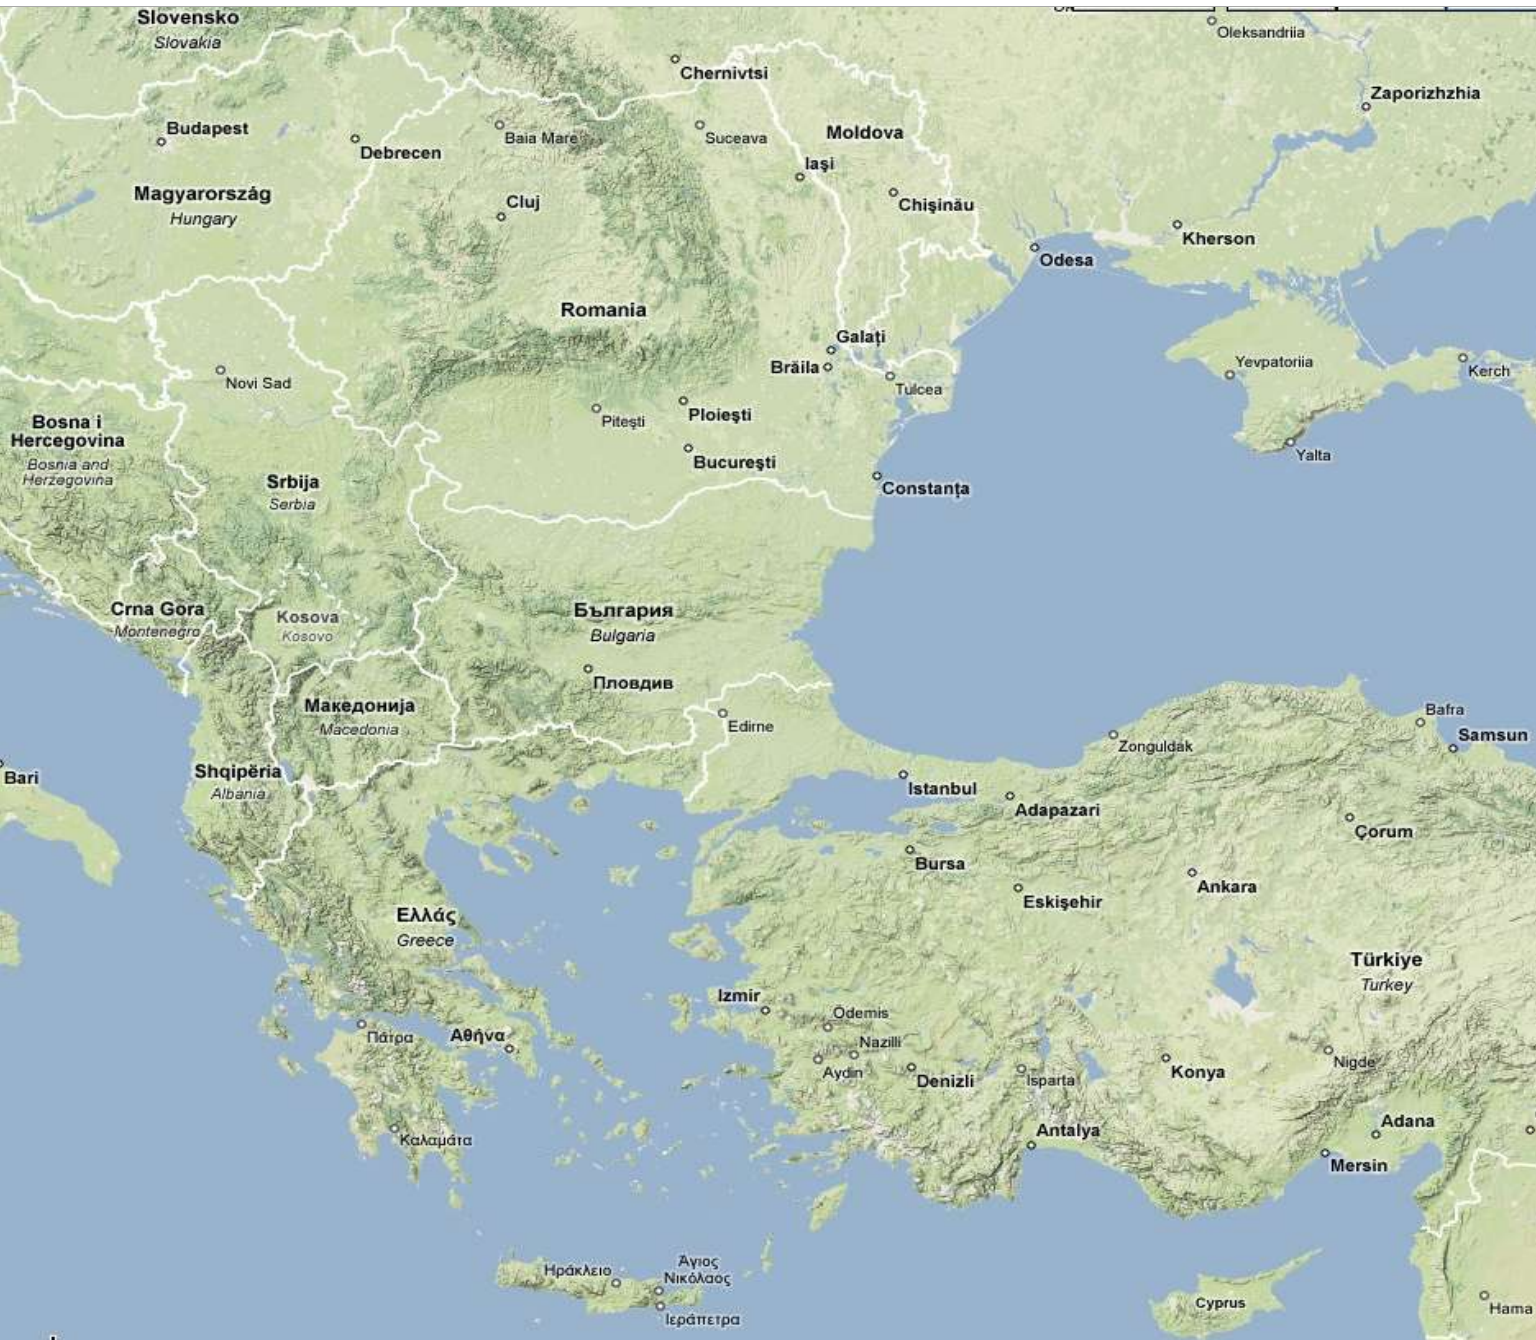 Slovensko
Slovakia
Oleksandriia
Chernivtsi
Zaporizhzhia
Budapest
Debrecen
Baia Mare
Suceava
Moldova
Iaşi
Magyarország
Hungary
Cluj
Chişinău
Kherson
Odesa
Romania
Galaţi
Brăila
Tulcea
Yevpatoriia
Kerch
Novi Sad
Piteşti
Ploieşti
Bosna i
Hercegovina
Bosnia and
Herzegovina
Bucureşti
Yalta
Srbija
Serbia
Constanţa
Crna Gora
Montenegro
Kosova
Kosovo
България
Bulgaria
Пловдив
Македонија
Macedonia
Edirne
Bafra
Samsun
Zonguldak
Bari
Shqipëria
Albania
Istanbul
Adapazari
Çorum
Bursa
Ankara
Eskişehir
Ελλάς
Greece
Türkiye
Turkey
Izmir
Odemis
Πάτρα
Αθήνα
Nazilli
Aydin
Denizli
Isparta
Konya
Nigde
Καλαμάτα
Antalya
Adana
Mersin
Ηράκλειο
Άγιος
Νικόλαος
Ιεράπετρα
Cyprus
Hama